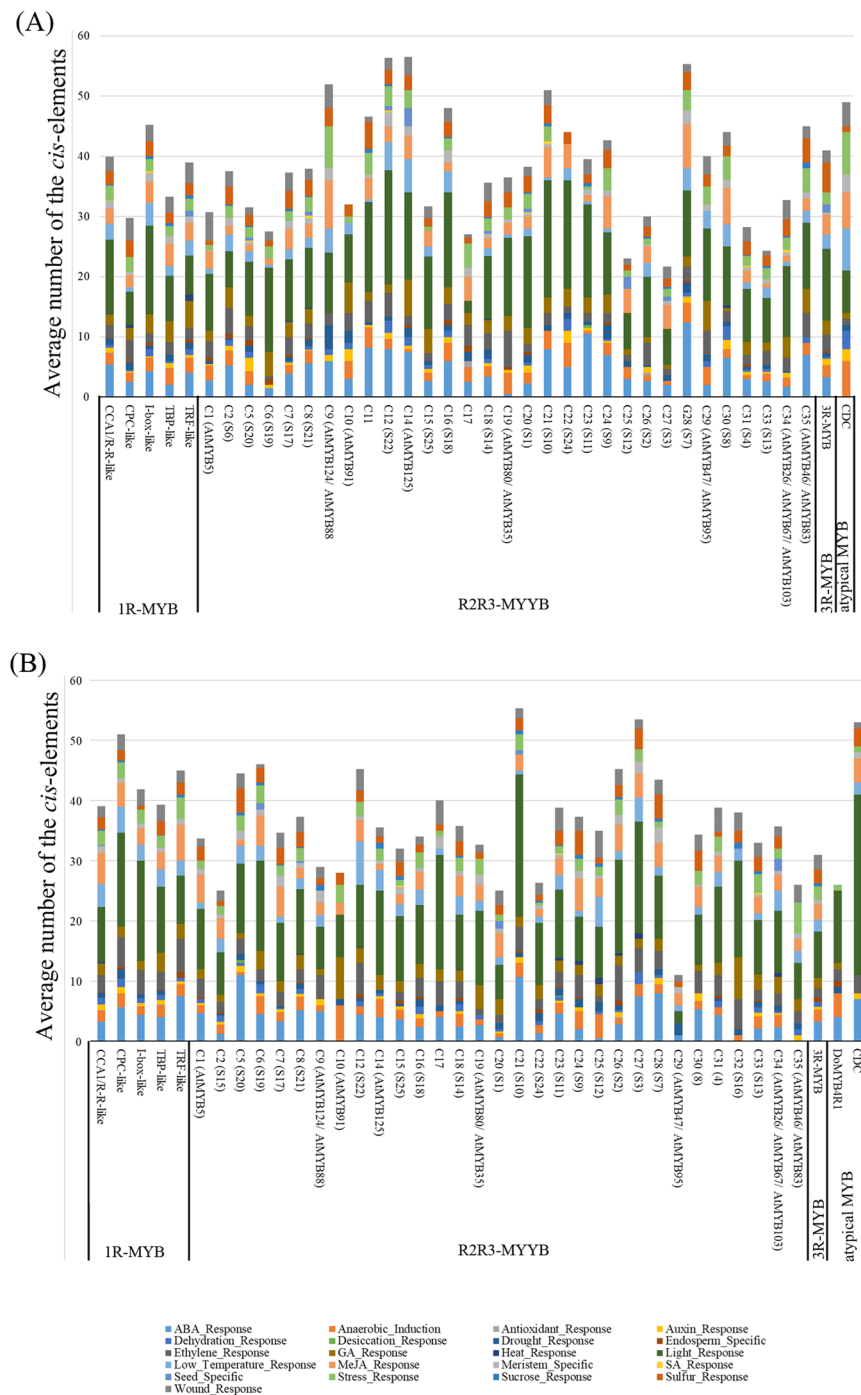 (A)
Average number of the cis-elements
60
50
40
30
20
10
0
CCA1/R-R-like
CPC-like
I-box-like
TBP-like
TRF-like
C1 (AtMYB5)
C2 (S6)
C5 (S20)
C6 (S19)
C7 (S17)
C8 (S21)
C9 (AtMYB124/ AtMYB88
C10 (AtMYB91)
C11
C12 (S22)
C14 (AtMYB125)
C15 (S25)
C16 (S18)
C17
C18 (S14)
C19 (AtMYB80/ AtMYB35)
C20 (S1)
C21 (S10)
C22 (S24)
C23 (S11)
C24 (S9)
C25 (S12)
C26 (S2)
C27 (S3)
G28 (S7)
C29 (AtMYB47/ AtMYB95)
C30 (S8)
C31 (S4)
C33 (S13)
C34 (AtMYB26/ AtMYB67/ AtMYB103)
C35 (AtMYB46/ AtMYB83)
3R-MYB
CDC
1R-MYB
R2R3-MYYB
3R-MYB
atypical MYB
(B)
Average number of the cis-elements
60
50
40
30
20
10
0
CCA1/R-R-like
CPC-like
I-box-like
TBP-like
TRF-like
C1 (AtMYB5)
C2 (S15)
C5 (S20)
C6 (S19)
C7 (S17)
C8 (S21)
C9 (AtMYB124/ AtMYB88)
C10 (AtMYB91)
C12 (S22)
C14 (AtMYB125)
C15 (S25)
C16 (S18)
C17
C18 (S14)
C19 (AtMYB80/ AtMYB35)
C20 (S1)
C21 (S10)
C22 (S24)
C23 (S11)
C24 (S9)
C25 (S12)
C26 (S2)
C27 (S3)
C28 (S7)
C29 (AtMYB47/ AtMYB95)
C30 (8)
C31 (4)
C32 (S16)
C33 (S13)
C34 (AtMYB26/ AtMYB67/ AtMYB103)
C35 (AtMYB46/ AtMYB83)
3R-MYB
DoMYB4R1
CDC
1R-MYB
R2R3-MYYB
3R-MYB
atypical MYB
ABA_Response Anaerobic_Induction Antioxidant_Response Auxin_Response
Dehydration_Response Desiccation_Response Drought_Response Endosperm_Specific
Ethylene_Response GA_Response Heat_Response Light_Response
Low_Temperature_Response MeJA_Response Meristem_Specific SA_Response
Seed_Specific Stress_Response Sucrose_Response Sulfur_Response
Wound_Response